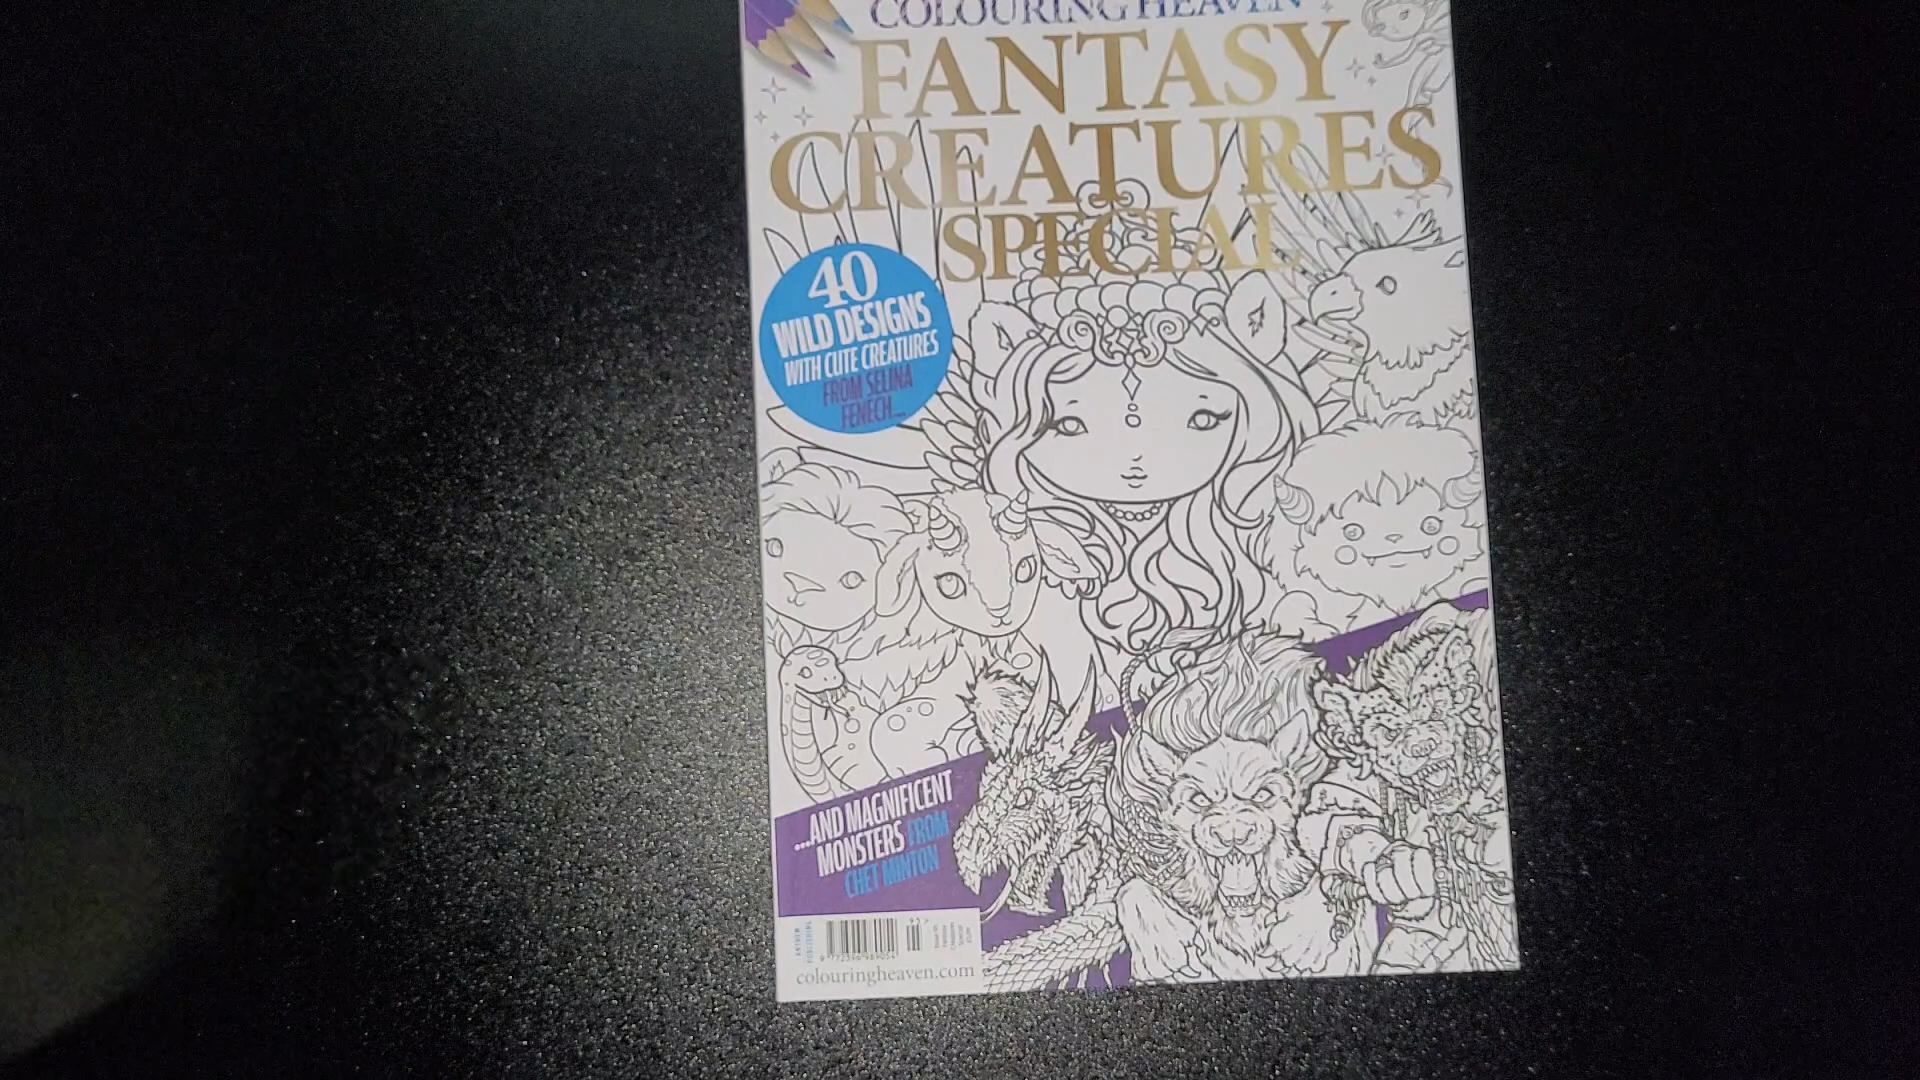 COLOURING HEAVEN
FANTASY
CREATURES
SPECIAL
40
WILD DESIGNS
WITH CUTE CREATURES
FROM SELINA
FENECH...
...AND MAGNIFICENT
MONSTERS FROM
CHET MINTON
colouringheaven.com